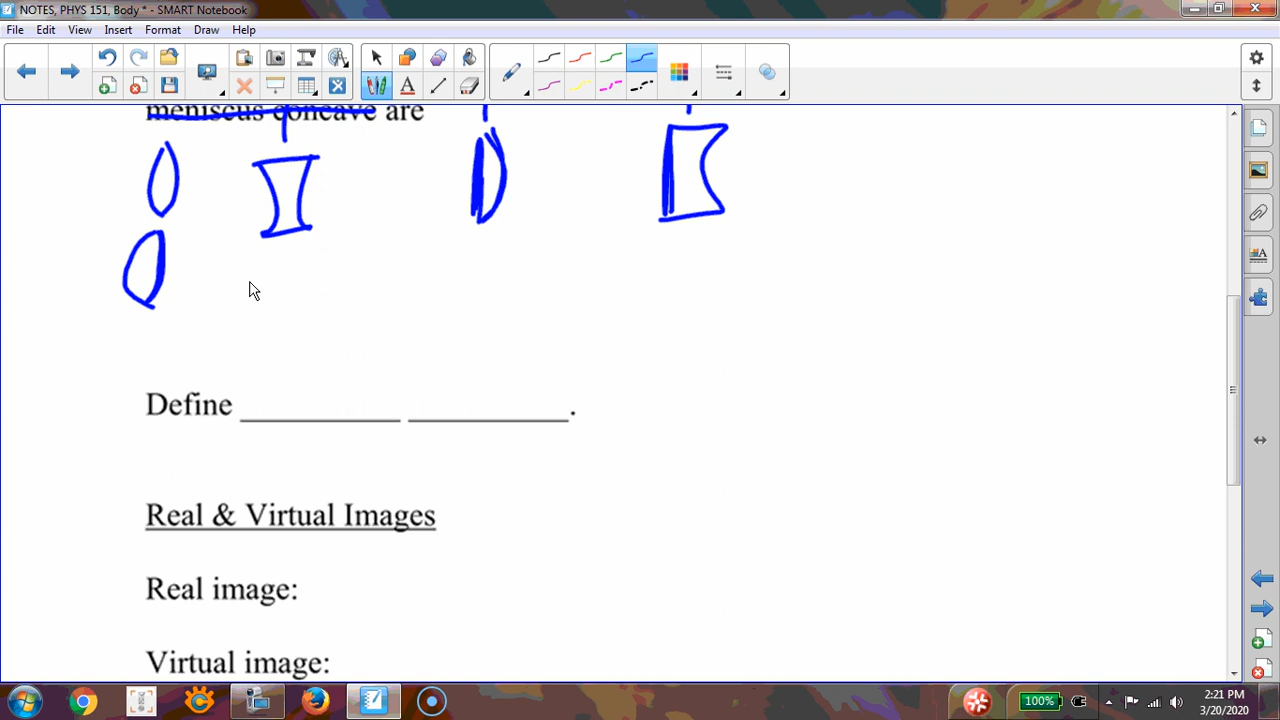 NOTES, PHYS 151, Body * - SMART Notebook
File Edit View Insert Format Draw Help
meniscus concave are
Define ___________ ___________.
Real & Virtual Images
Real image:
Virtual image:
100%
2:21 PM
3/20/2020